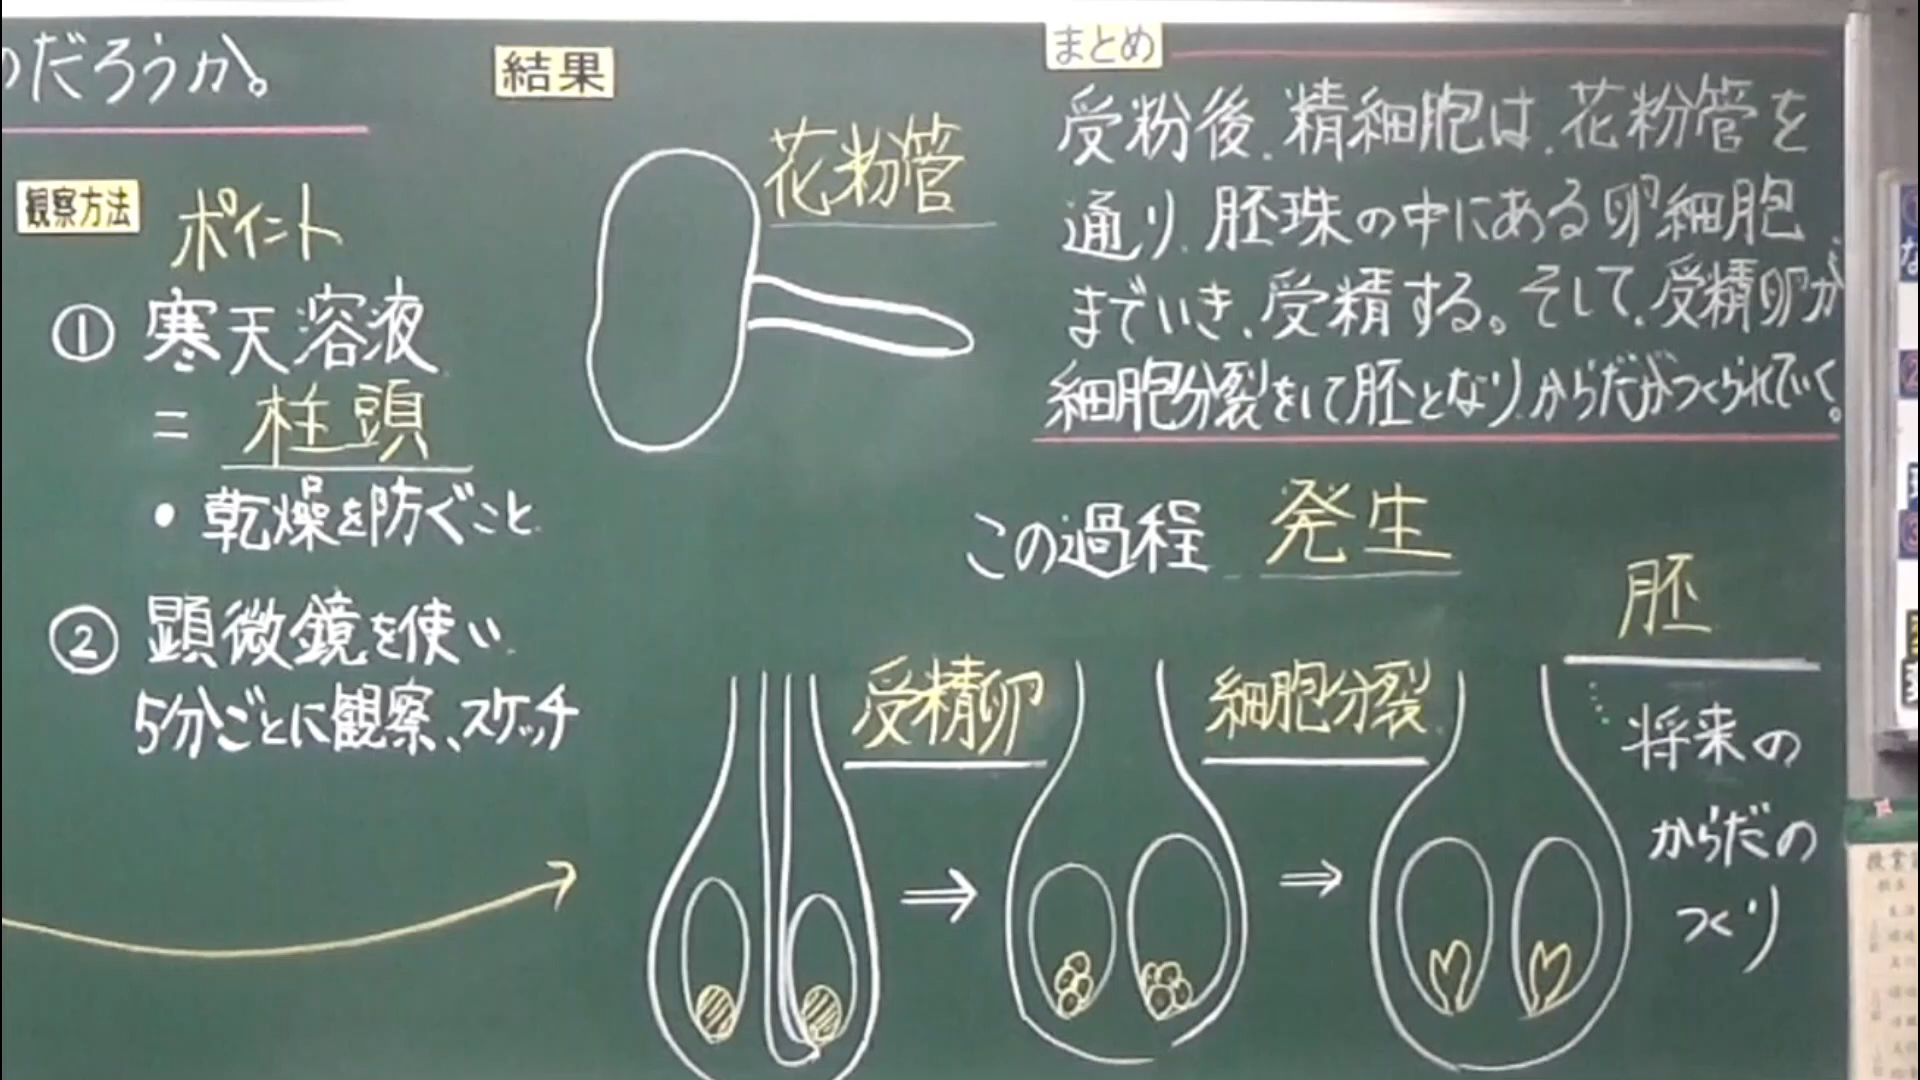 のだろうか。
観察方法
ポイント
① 寒天溶液
= 柱頭
・乾燥を防ぐこと
② 顕微鏡を使い
5分ごとに観察、スケッチ
結果
花粉管
まとめ
受粉後、精細胞は、花粉管を
通り、胚珠の中にある卵細胞
までいき、受精する。そして、受精卵が
細胞分裂をして胚となり、からだがつくられていく。
この過程 発生
受精卵
細胞分裂
胚
将来の
からだの
つくり